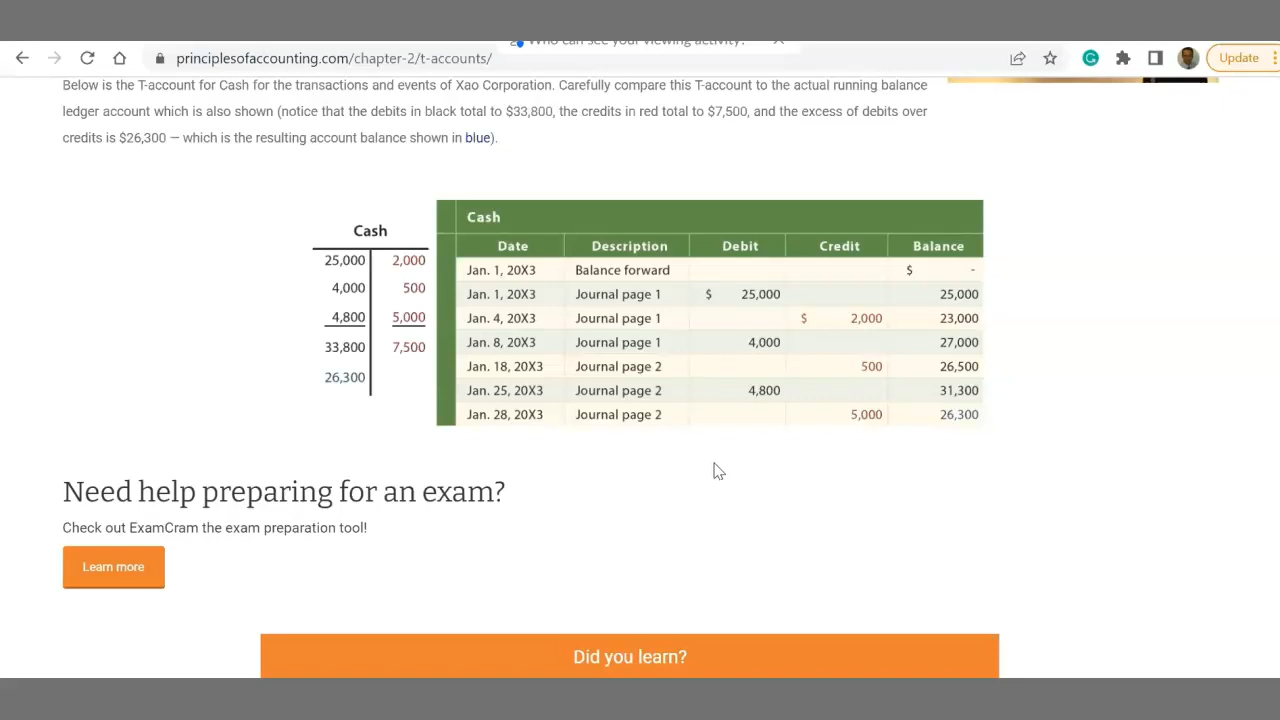 Who can see your viewing activity?
principlesofaccounting.com/chapter-2/t-accounts/
Update
Below is the T-account for Cash for the transactions and events of Xao Corporation. Carefully compare this T-account to the actual running balance
ledger account which is also shown (notice that the debits in black total to $33,800, the credits in red total to $7,500, and the excess of debits over
credits is $26,300 — which is the resulting account balance shown in blue).
Cash
25,000 2,000
4,000 500
4,800 5,000
33,800 7,500
26,300
Cash
Date Description Debit Credit Balance
Jan. 1, 20X3 Balance forward $ -
Jan. 1, 20X3 Journal page 1 $ 25,000 25,000
Jan. 4, 20X3 Journal page 1 $ 2,000 23,000
Jan. 8, 20X3 Journal page 1 4,000 27,000
Jan. 18, 20X3 Journal page 2 500 26,500
Jan. 25, 20X3 Journal page 2 4,800 31,300
Jan. 28, 20X3 Journal page 2 5,000 26,300
Need help preparing for an exam?
Check out ExamCram the exam preparation tool!
Learn more
Did you learn?